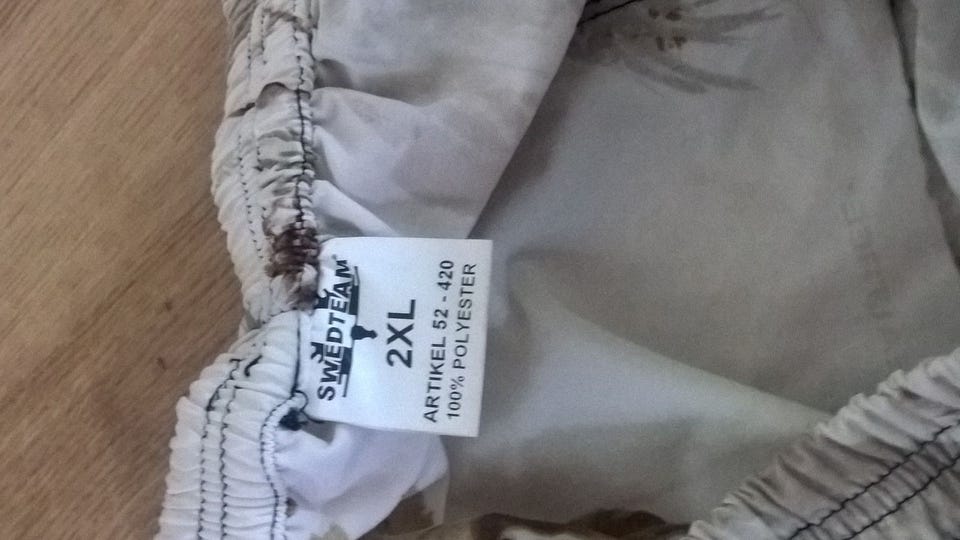 SWEDTEAM®
2XL
ARTIKEL 52 - 420
100% POLYESTER